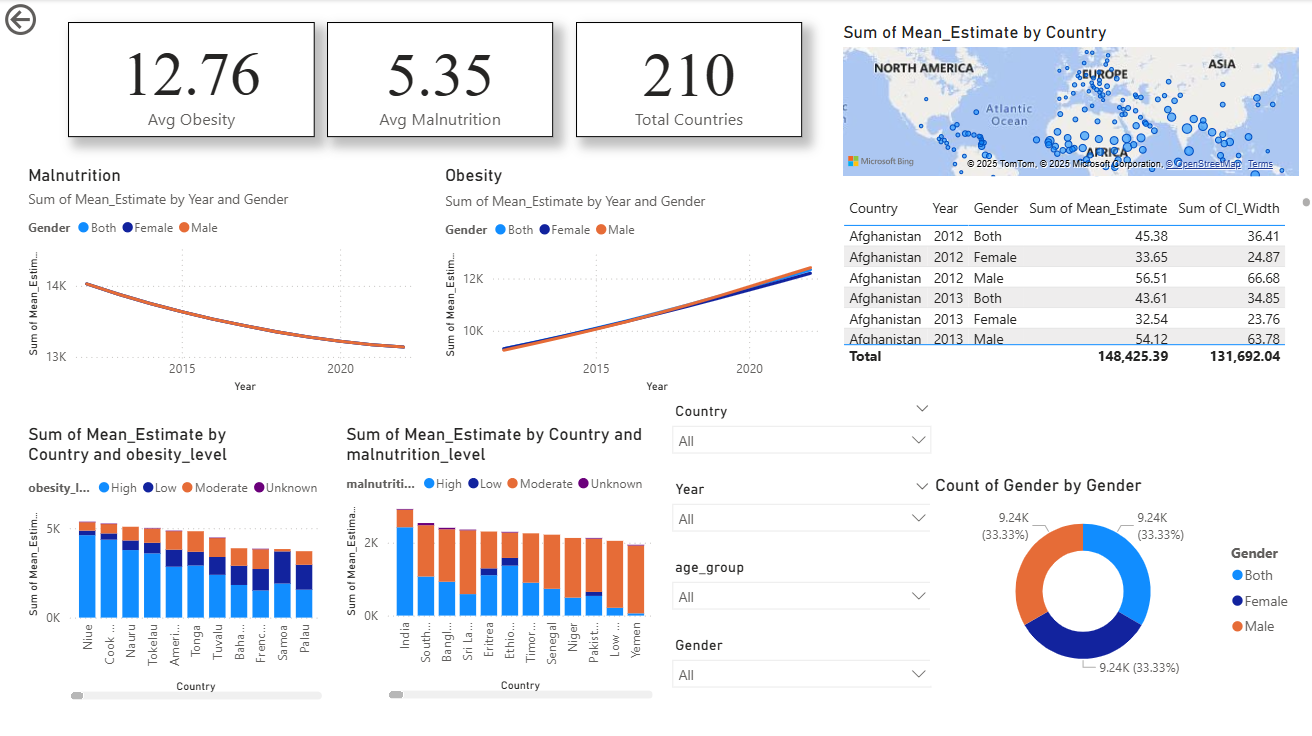 12.76
Avg Obesity
5.35
Avg Malnutrition
210
Total Countries
Sum of Mean_Estimate by Country
NORTH AMERICA
EUROPE
ASIA
Atlantic
Ocean
AFRICA
Microsoft Bing
© 2025 TomTom, © 2025 Microsoft Corporation, © OpenStreetMap Terms
Malnutrition
Sum of Mean_Estimate by Year and Gender
Gender Both Female Male
Sum of Mean_Estim...
14K
13K
2015 2020
Year
Obesity
Sum of Mean_Estimate by Year and Gender
Gender Both Female Male
Sum of Mean_Estim...
12K
10K
2015 2020
Year
Country Year Gender Sum of Mean_Estimate Sum of CI_Width
Afghanistan 2012 Both 45.38 36.41
Afghanistan 2012 Female 33.65 24.87
Afghanistan 2012 Male 56.51 66.68
Afghanistan 2013 Both 43.61 34.85
Afghanistan 2013 Female 32.54 23.76
Afghanistan 2013 Male 54.12 63.78
Total 148,425.39 131,692.04
Sum of Mean_Estimate by
Country and obesity_level
obesity_l... High Low Moderate Unknown
Sum of Mean_Estim...
5K
0K
Niue
Cook ...
Nauru
Tokelau
Ameri...
Tonga
Tuvalu
Baha...
Frenc...
Samoa
Palau
Country
Sum of Mean_Estimate by Country and
malnutrition_level
malnutriti... High Low Moderate Unknown
Sum of Mean_Estim...
2K
0K
India
South...
Bangl...
Sri La...
Eritrea
Ethio...
Timor...
Senegal
Niger
Pakist...
Low ...
Yemen
Country
Country
All
Year
All
age_group
All
Gender
All
Count of Gender by Gender
9.24K
(33.33%)
9.24K
(33.33%)
9.24K (33.33%)
Gender
Both
Female
Male